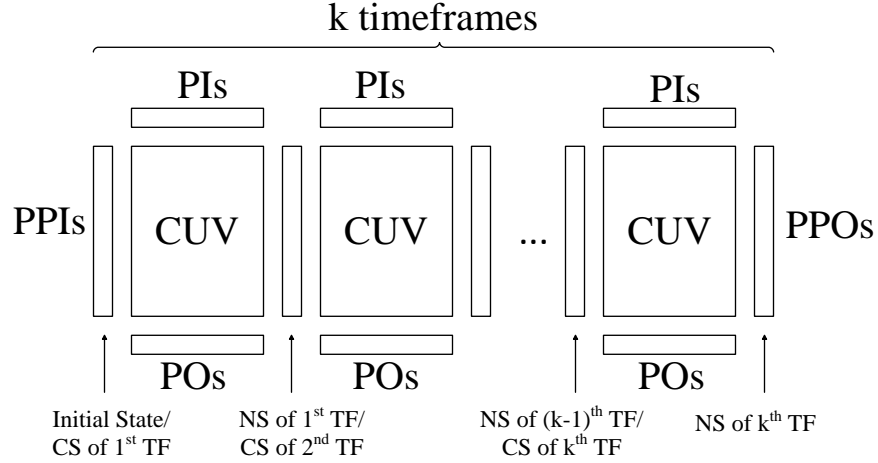 k timeframes
PIs PIs PIs
PPIs CUV CUV ... CUV PPOs
POs POs POs
Initial State/
CS of 1st TF
NS of 1st TF/
CS of 2nd TF
NS of (k-1)th TF/
CS of kth TF
NS of kth TF